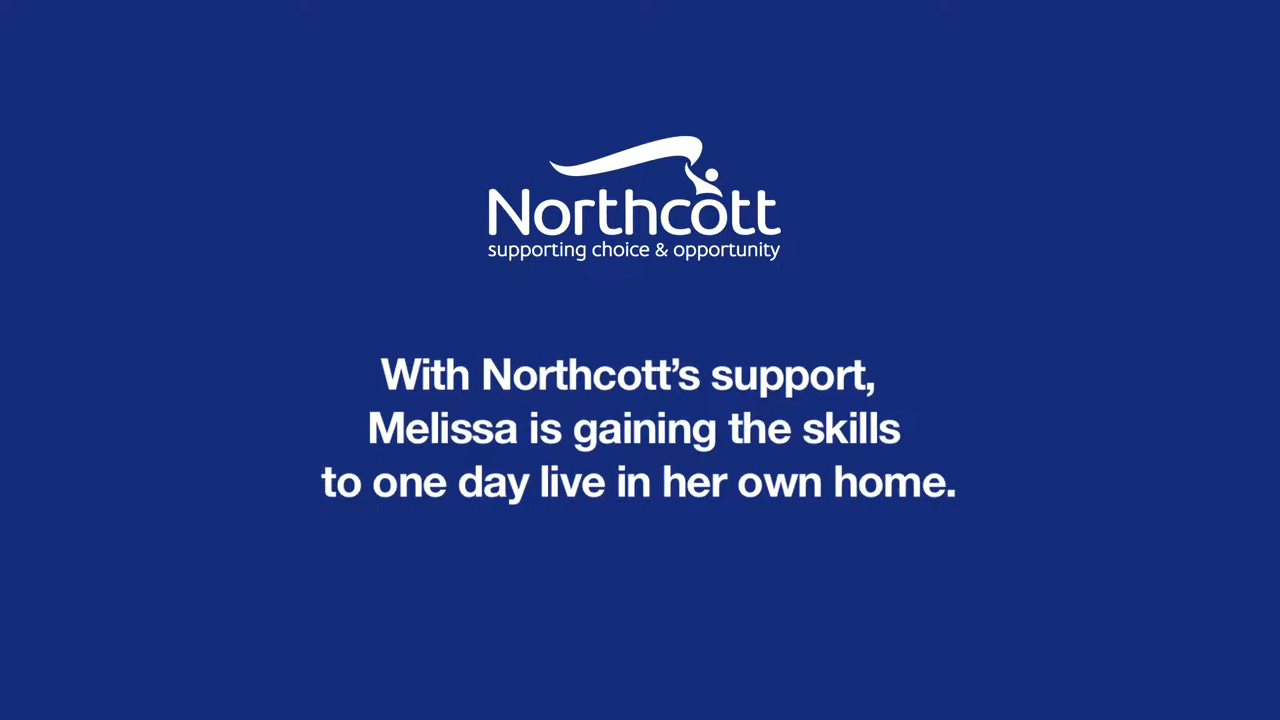 Northcott
supporting choice & opportunity
With Northcott’s support,
Melissa is gaining the skills
to one day live in her own home.